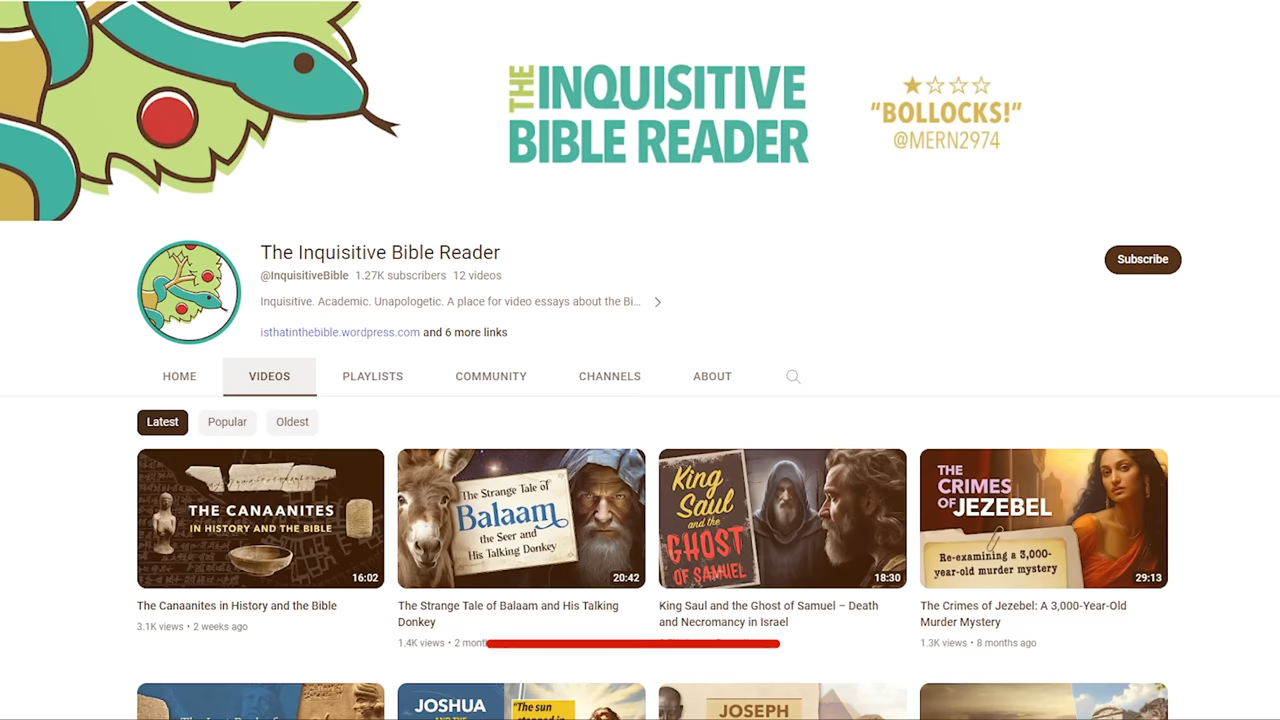 THE INQUISITIVE
BIBLE READER
★☆☆☆☆
“BOLLOCKS!”
@MERN2974
The Inquisitive Bible Reader
@InquisitiveBible 1.27K subscribers 12 videos
Inquisitive. Academic. Unapologetic. A place for video essays about the Bi...
isthatinthebible.wordpress.com and 6 more links
Subscribe
HOME VIDEOS PLAYLISTS COMMUNITY CHANNELS ABOUT
Latest Popular Oldest
THE CANAANITES
IN HISTORY AND THE BIBLE
16:02
The Strange Tale of
Balaam
the Seer and
His Talking Donkey
20:42
King
Saul
and the
GHOST
OF SAMUEL
18:30
THE
CRIMES
OF JEZEBEL
Re-examining a 3,000-
year-old murder mystery
29:13
The Canaanites in History and the Bible
3.1K views • 2 weeks ago
The Strange Tale of Balaam and His Talking
Donkey
1.4K views • 2
King Saul and the Ghost of Samuel – Death
and Necromancy in Israel
The Crimes of Jezebel: A 3,000-Year-Old
Murder Mystery
1.3K views • 8 months ago
JOSHUA
AND THE
"The sun
JOSEPH